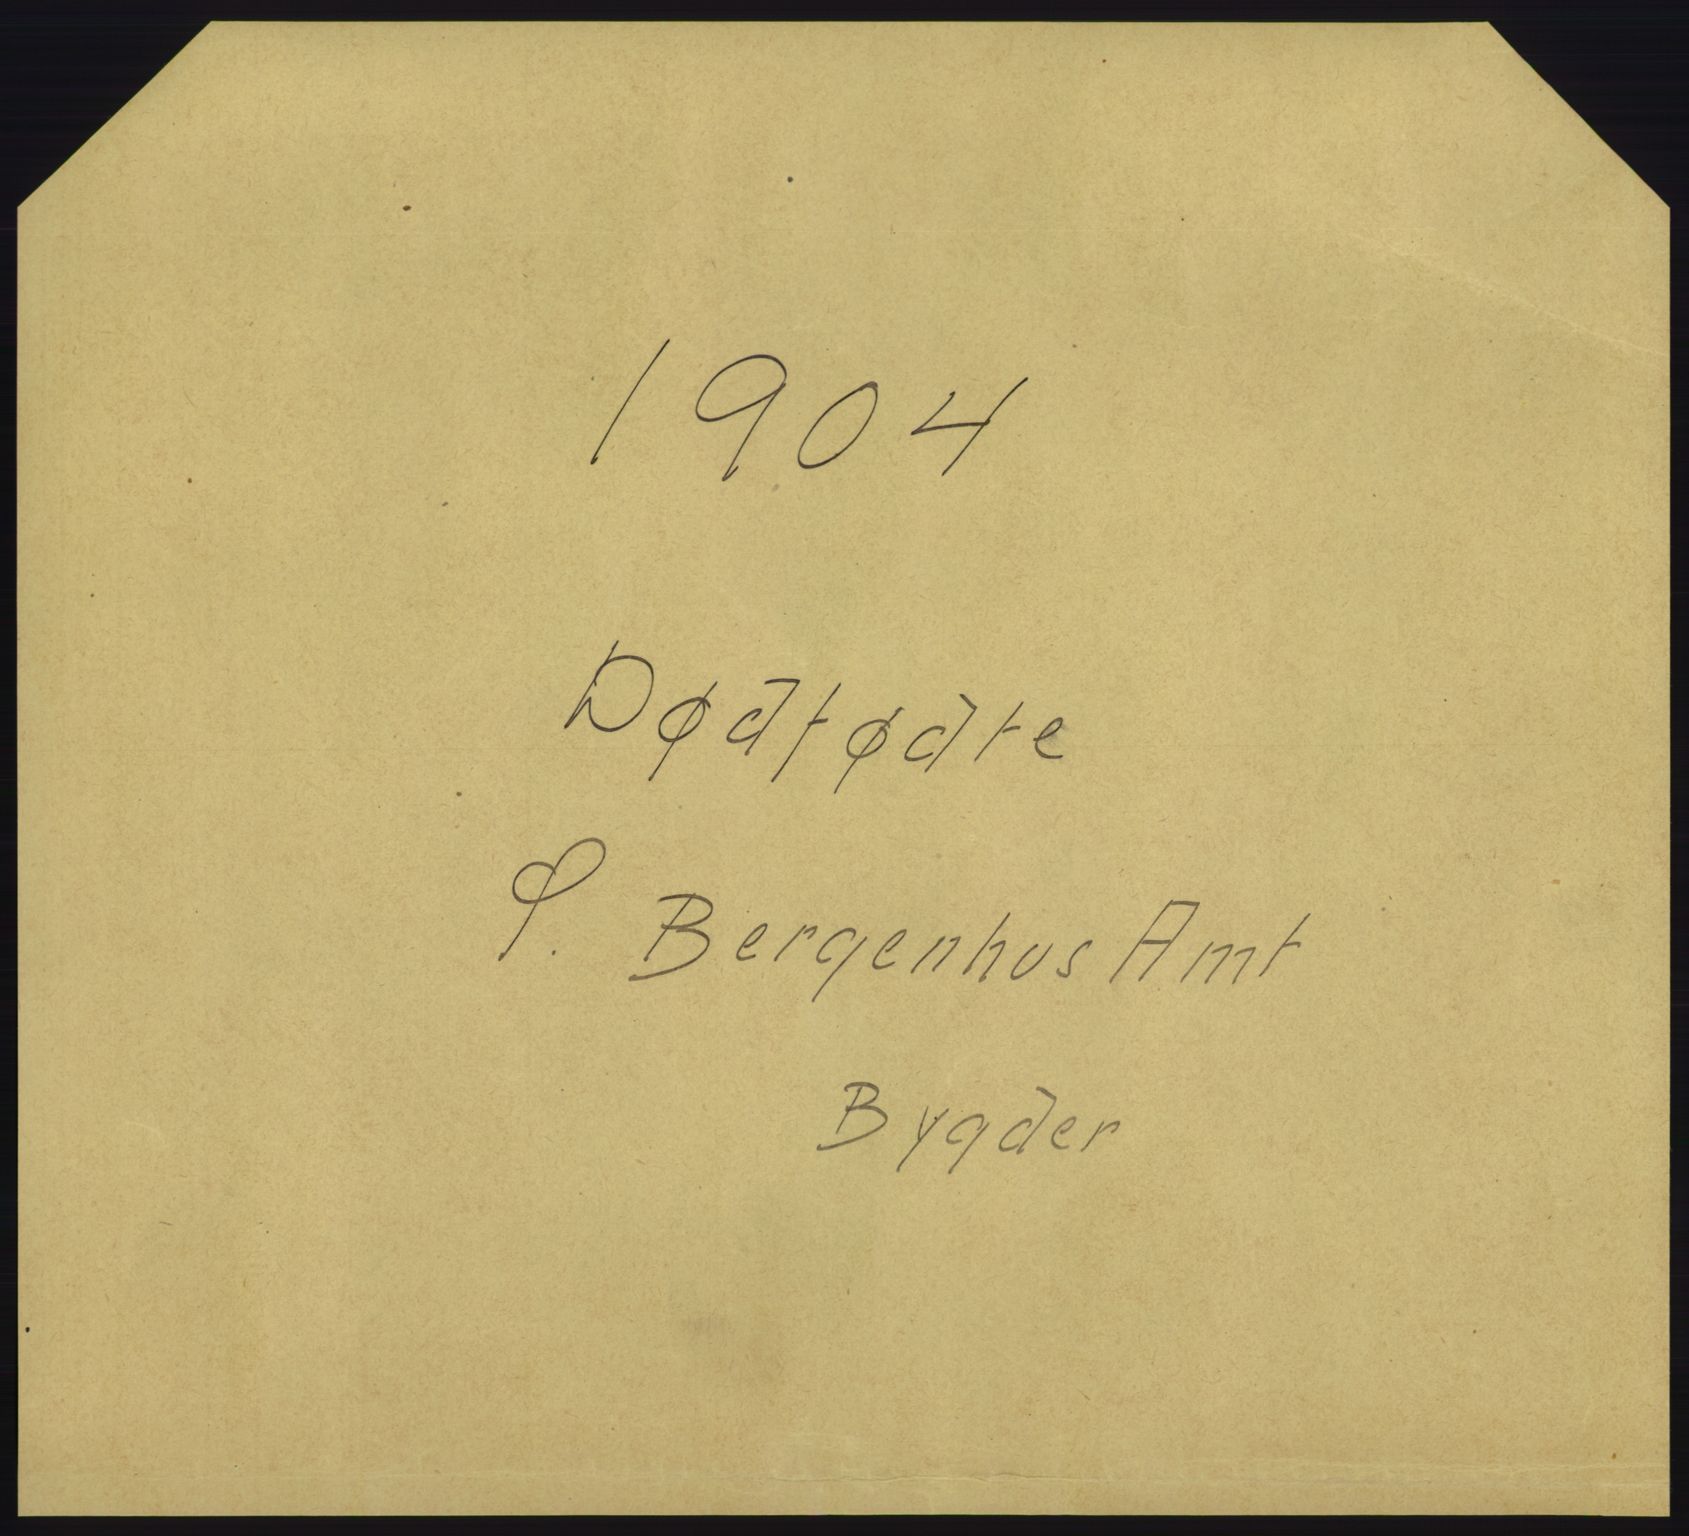 1904
Dødfødte
S. Bergenhus Amt
Bygder